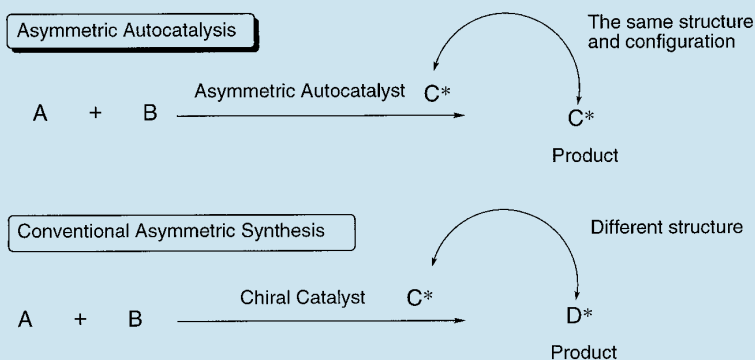 Asymmetric Autocatalysis
The same structure
and configuration
Asymmetric Autocatalyst C*
A + B
C*
Product
Conventional Asymmetric Synthesis
Different structure
Chiral Catalyst C*
A + B
D*
Product